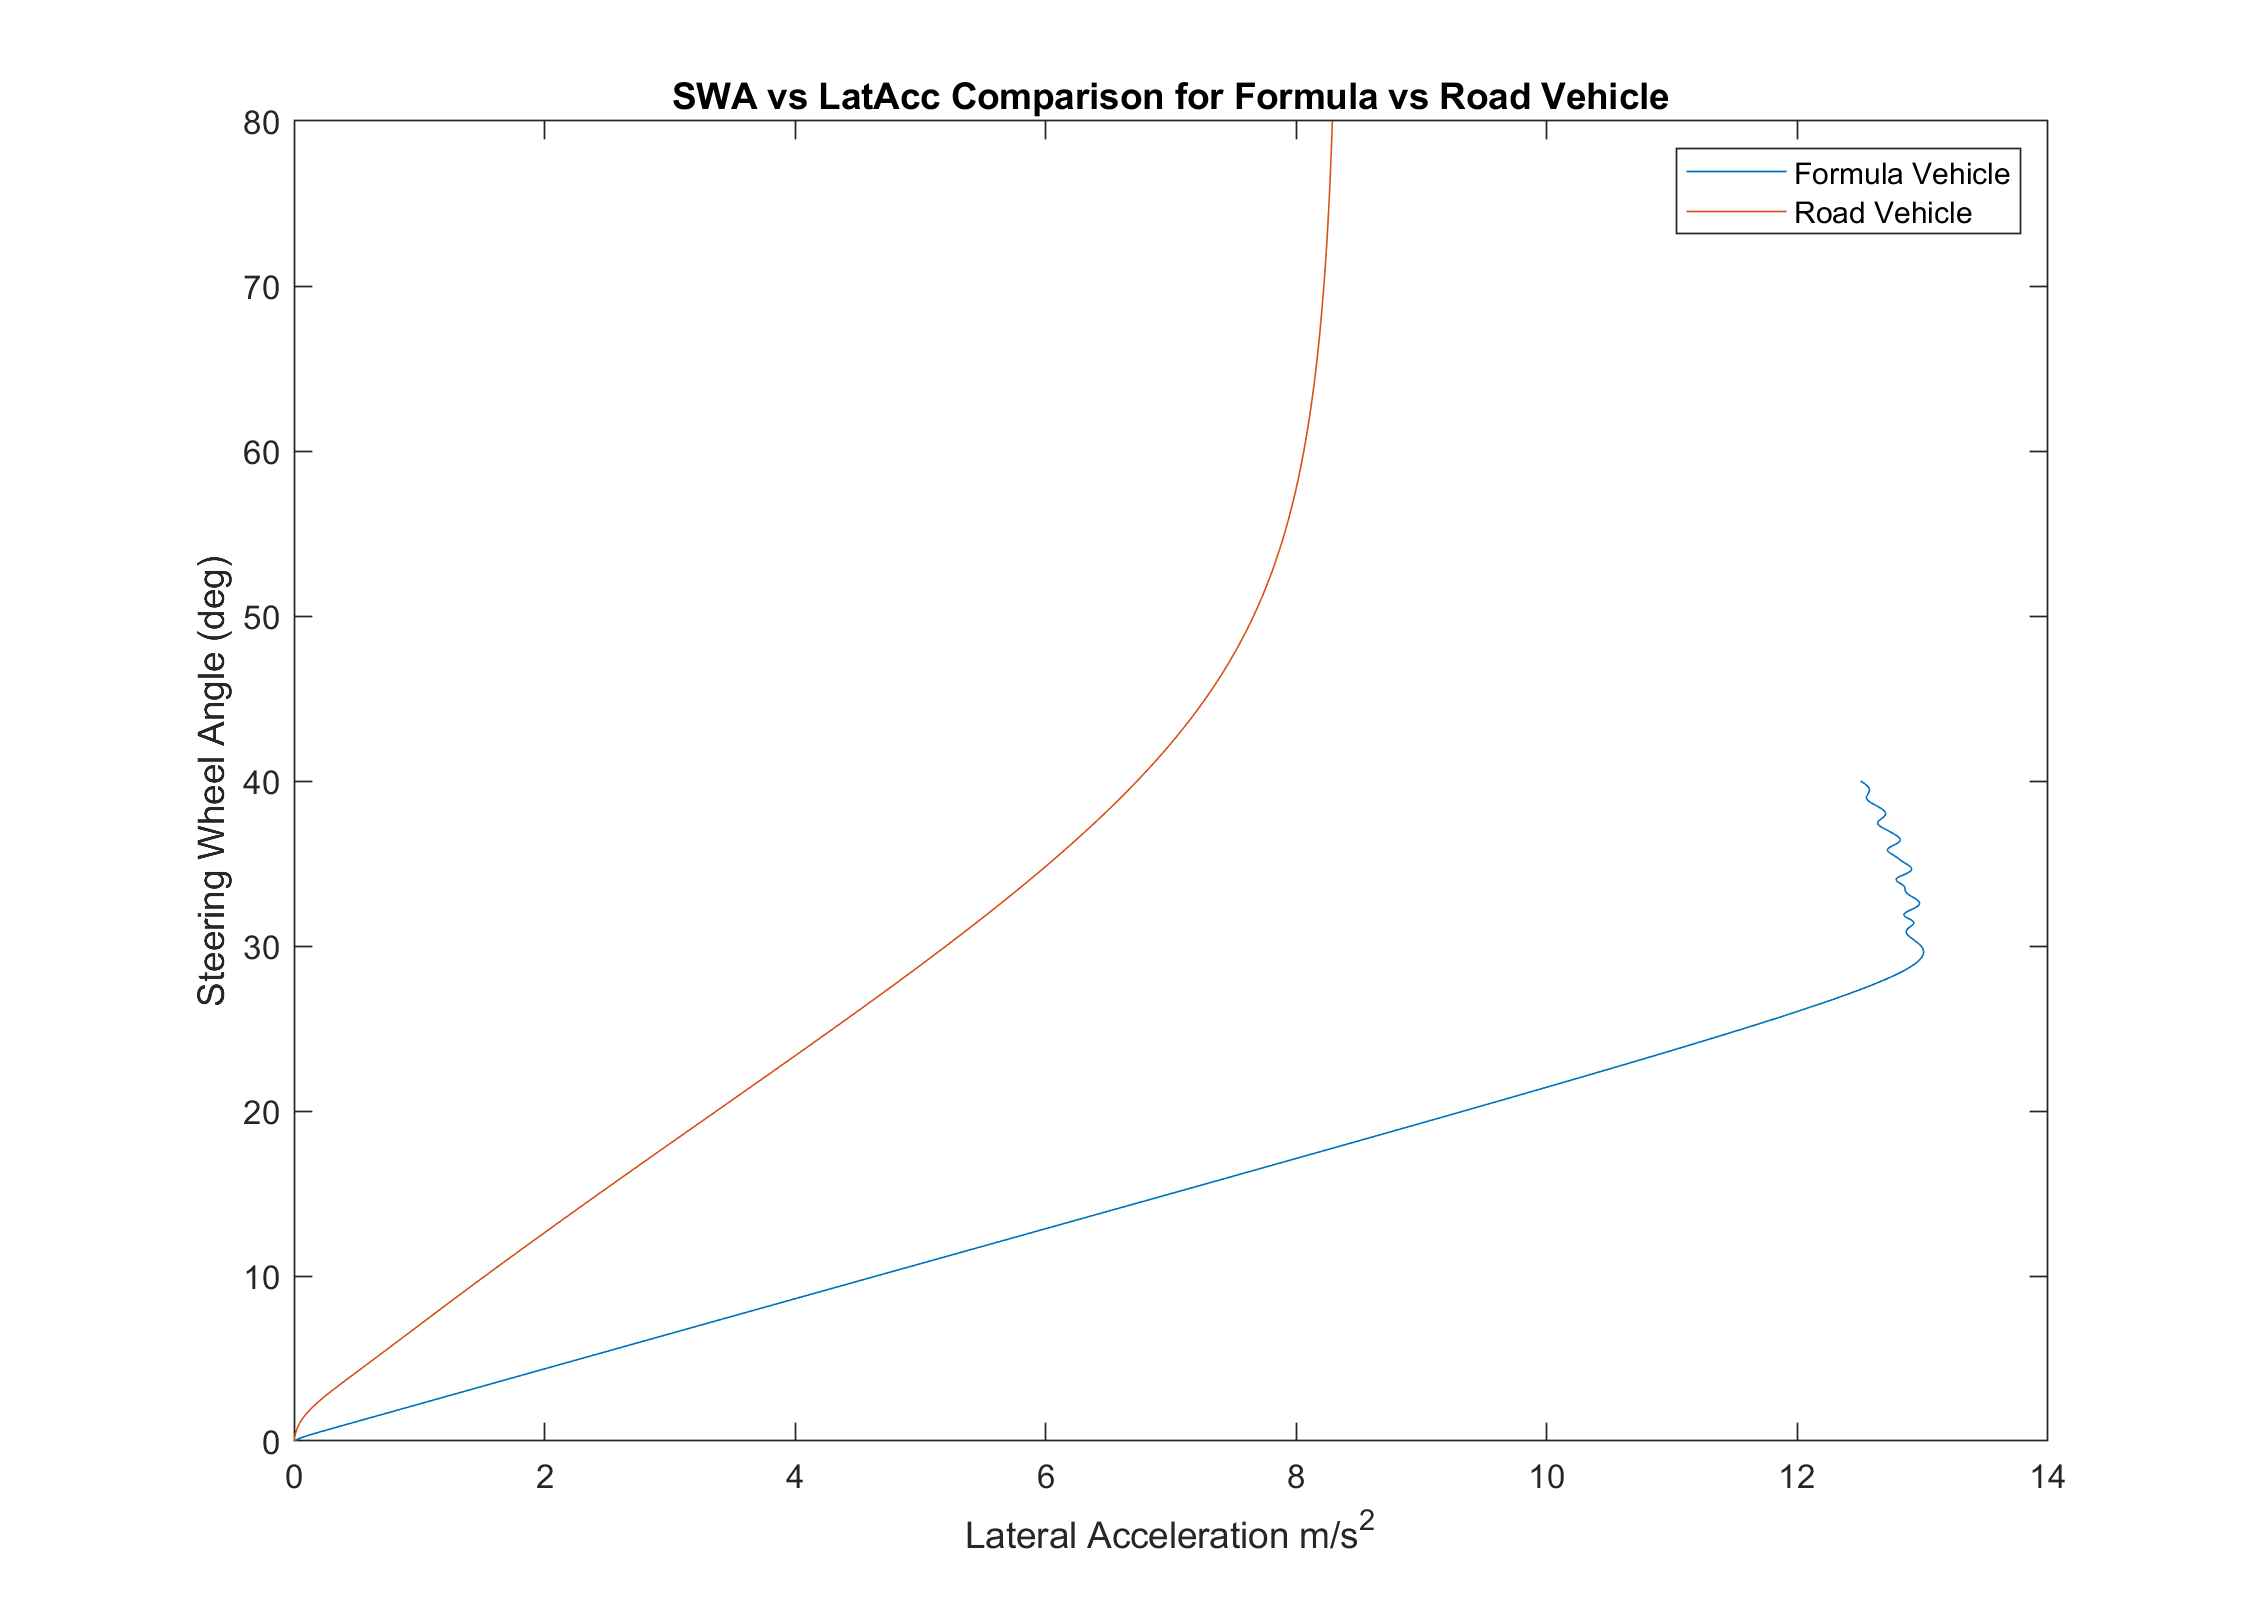 SWA vs LatAcc Comparison for Formula vs Road Vehicle
Formula Vehicle
Road Vehicle
80
70
60
50
40
30
20
10
0
Steering Wheel Angle (deg)
0 2 4 6 8 10 12 14
Lateral Acceleration m/s²